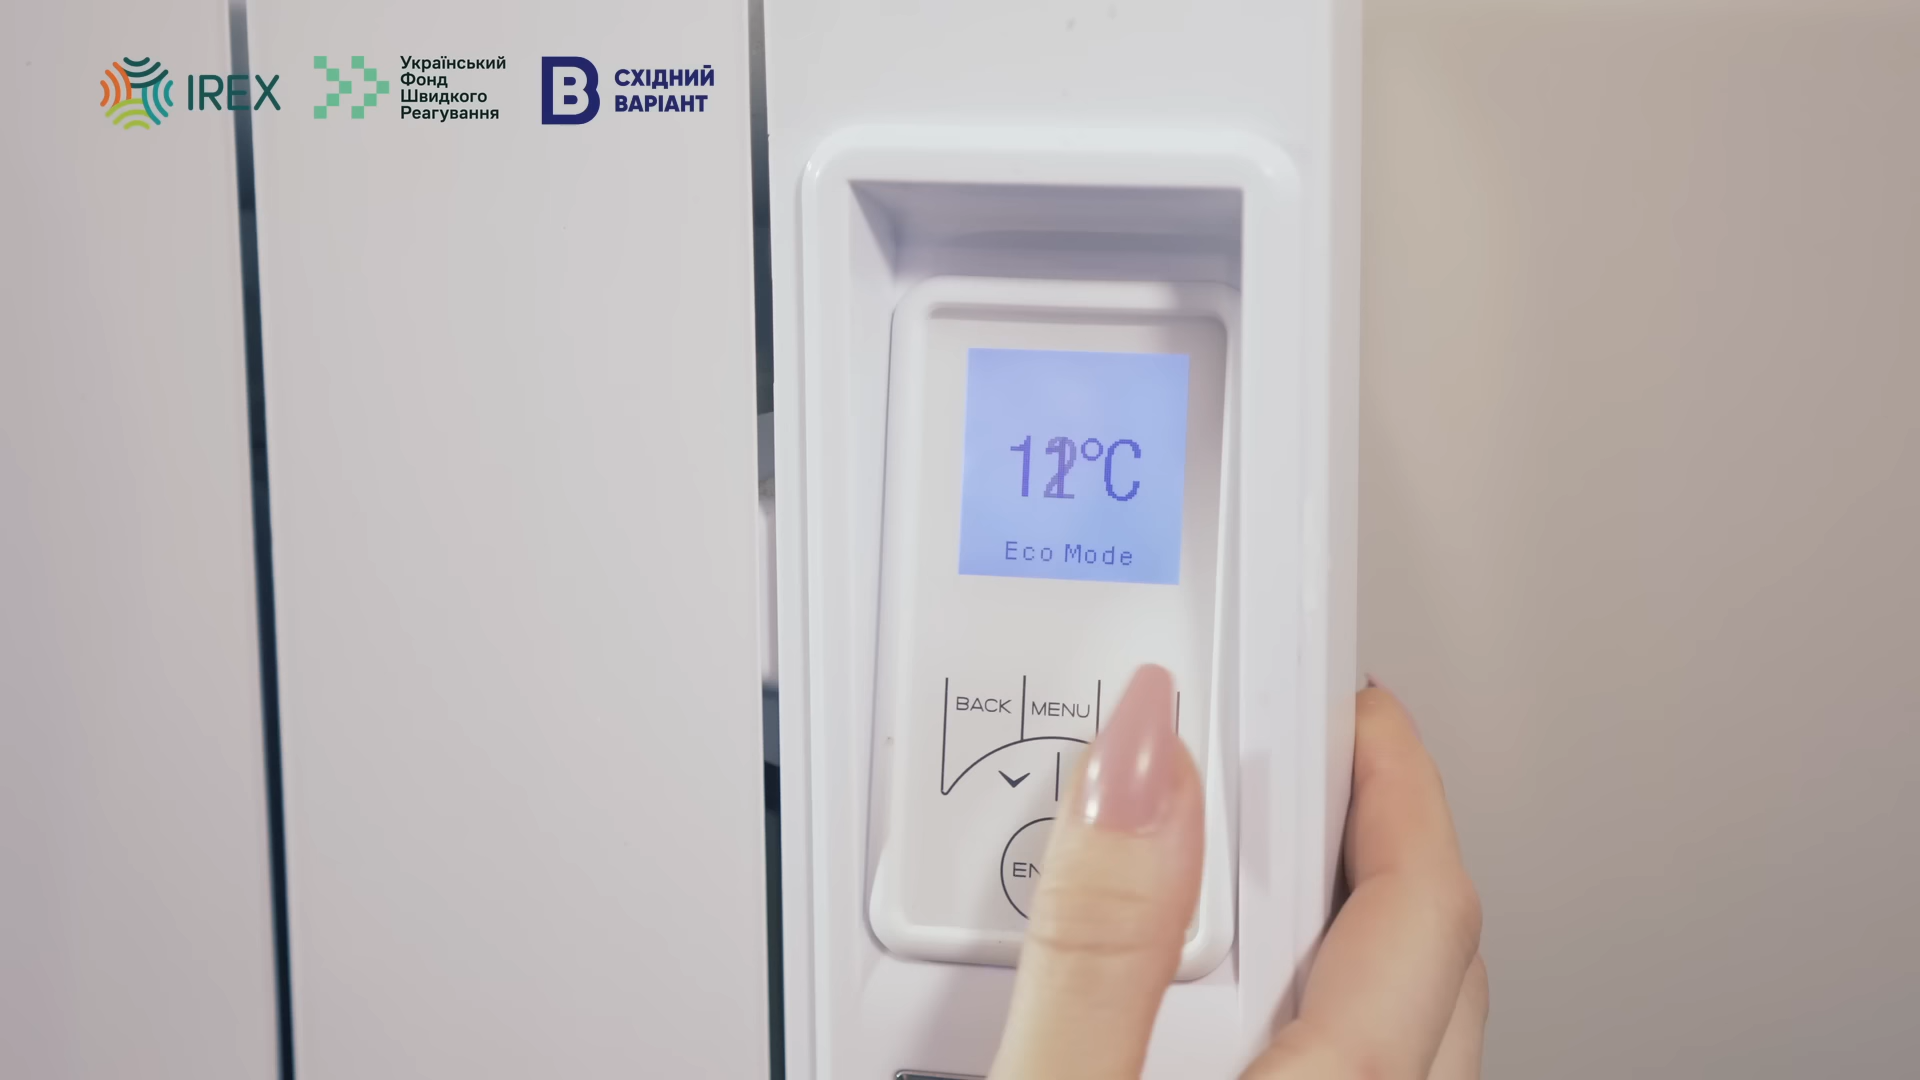 IREX
Український
Фонд
Швидкого
Реагування
В
СХІДНИЙ
ВАРІАНТ
Eco Mode
BACK
MENU